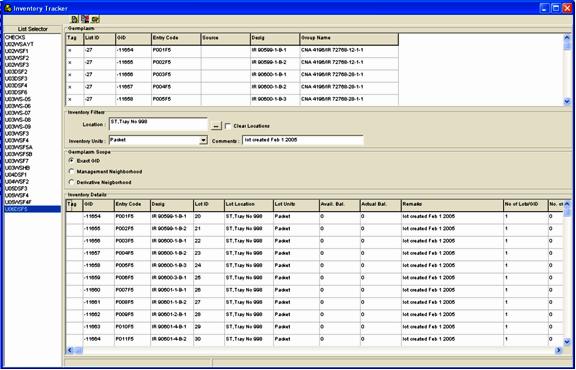 Inventory Tracker
List Selector
CHECKS
U02WSAYT
U02WSF1
U02WSF2
U03WSF3
U03DSF2
U03DSF3
U03DSF4
U03DSF6
U03WS-05
U03WS-06
U03WS-07
U03WS-08
U03WS-09
U03WSF3
U03WSF4
U03WSF5A
U03WSF5B
U03WSF7
U03WSHB
U04DSF1
U04WSF2
U05DSF3
U05WSF4
U05WSF4F
U06DSF5
Germplasm
Tag List ID GID Entry Code Source Desig Group Name
x -27 -11654 P001F5 IR 90599-1-B-1 CNA 4196/IR 72768-12-1-1
x -27 -11655 P002F5 IR 90599-1-B-2 CNA 4196/IR 72768-12-1-1
x -27 -11656 P003F5 IR 90600-1-B-1 CNA 4196/IR 72768-28-1-1
x -27 -11657 P004F5 IR 90600-1-B-2 CNA 4196/IR 72768-28-1-1
x -27 -11658 P005F5 IR 90600-1-B-3 CNA 4196/IR 72768-28-1-1
Inventory Filters
Location : ST,Tray No 998 ... Clear Locations
Inventory Units : Packet Comments : lot created Feb 1 2005
Germplasm Scope
Exact GID
Management Neighborhood
Derivative Neighborhood
Inventory Details
Tag GID Entry Code Desig Lot ID Lot Location Lot Units Avail. Bal. Actual Bal. Remarks No of Lots/GID No. of
-11654 P001F5 IR 90599-1-B-1 20 ST,Tray No 998 Packet 0 0 lot created Feb 1 2005 1 0
-11655 P002F5 IR 90599-1-B-2 21 ST,Tray No 998 Packet 0 0 lot created Feb 1 2005 1 0
-11656 P003F5 IR 90600-1-B-1 22 ST,Tray No 998 Packet 0 0 lot created Feb 1 2005 1 0
-11657 P004F5 IR 90600-1-B-2 23 ST,Tray No 998 Packet 0 0 lot created Feb 1 2005 1 0
-11658 P005F5 IR 90600-1-B-3 24 ST,Tray No 998 Packet 0 0 lot created Feb 1 2005 1 0
-11659 P006F5 IR 90600-3-B-1 25 ST,Tray No 998 Packet 0 0 lot created Feb 1 2005 1 0
-11660 P007F5 IR 90601-1-B-1 26 ST,Tray No 998 Packet 0 0 lot created Feb 1 2005 1 0
-11661 P008F5 IR 90601-1-B-2 27 ST,Tray No 998 Packet 0 0 lot created Feb 1 2005 1 0
-11662 P009F5 IR 90601-2-B-1 28 ST,Tray No 998 Packet 0 0 lot created Feb 1 2005 1 0
-11663 P010F5 IR 90601-4-B-1 29 ST,Tray No 998 Packet 0 0 lot created Feb 1 2005 1 0
-11664 P011F5 IR 90601-4-B-2 30 ST,Tray No 998 Packet 0 0 lot created Feb 1 2005 1 0